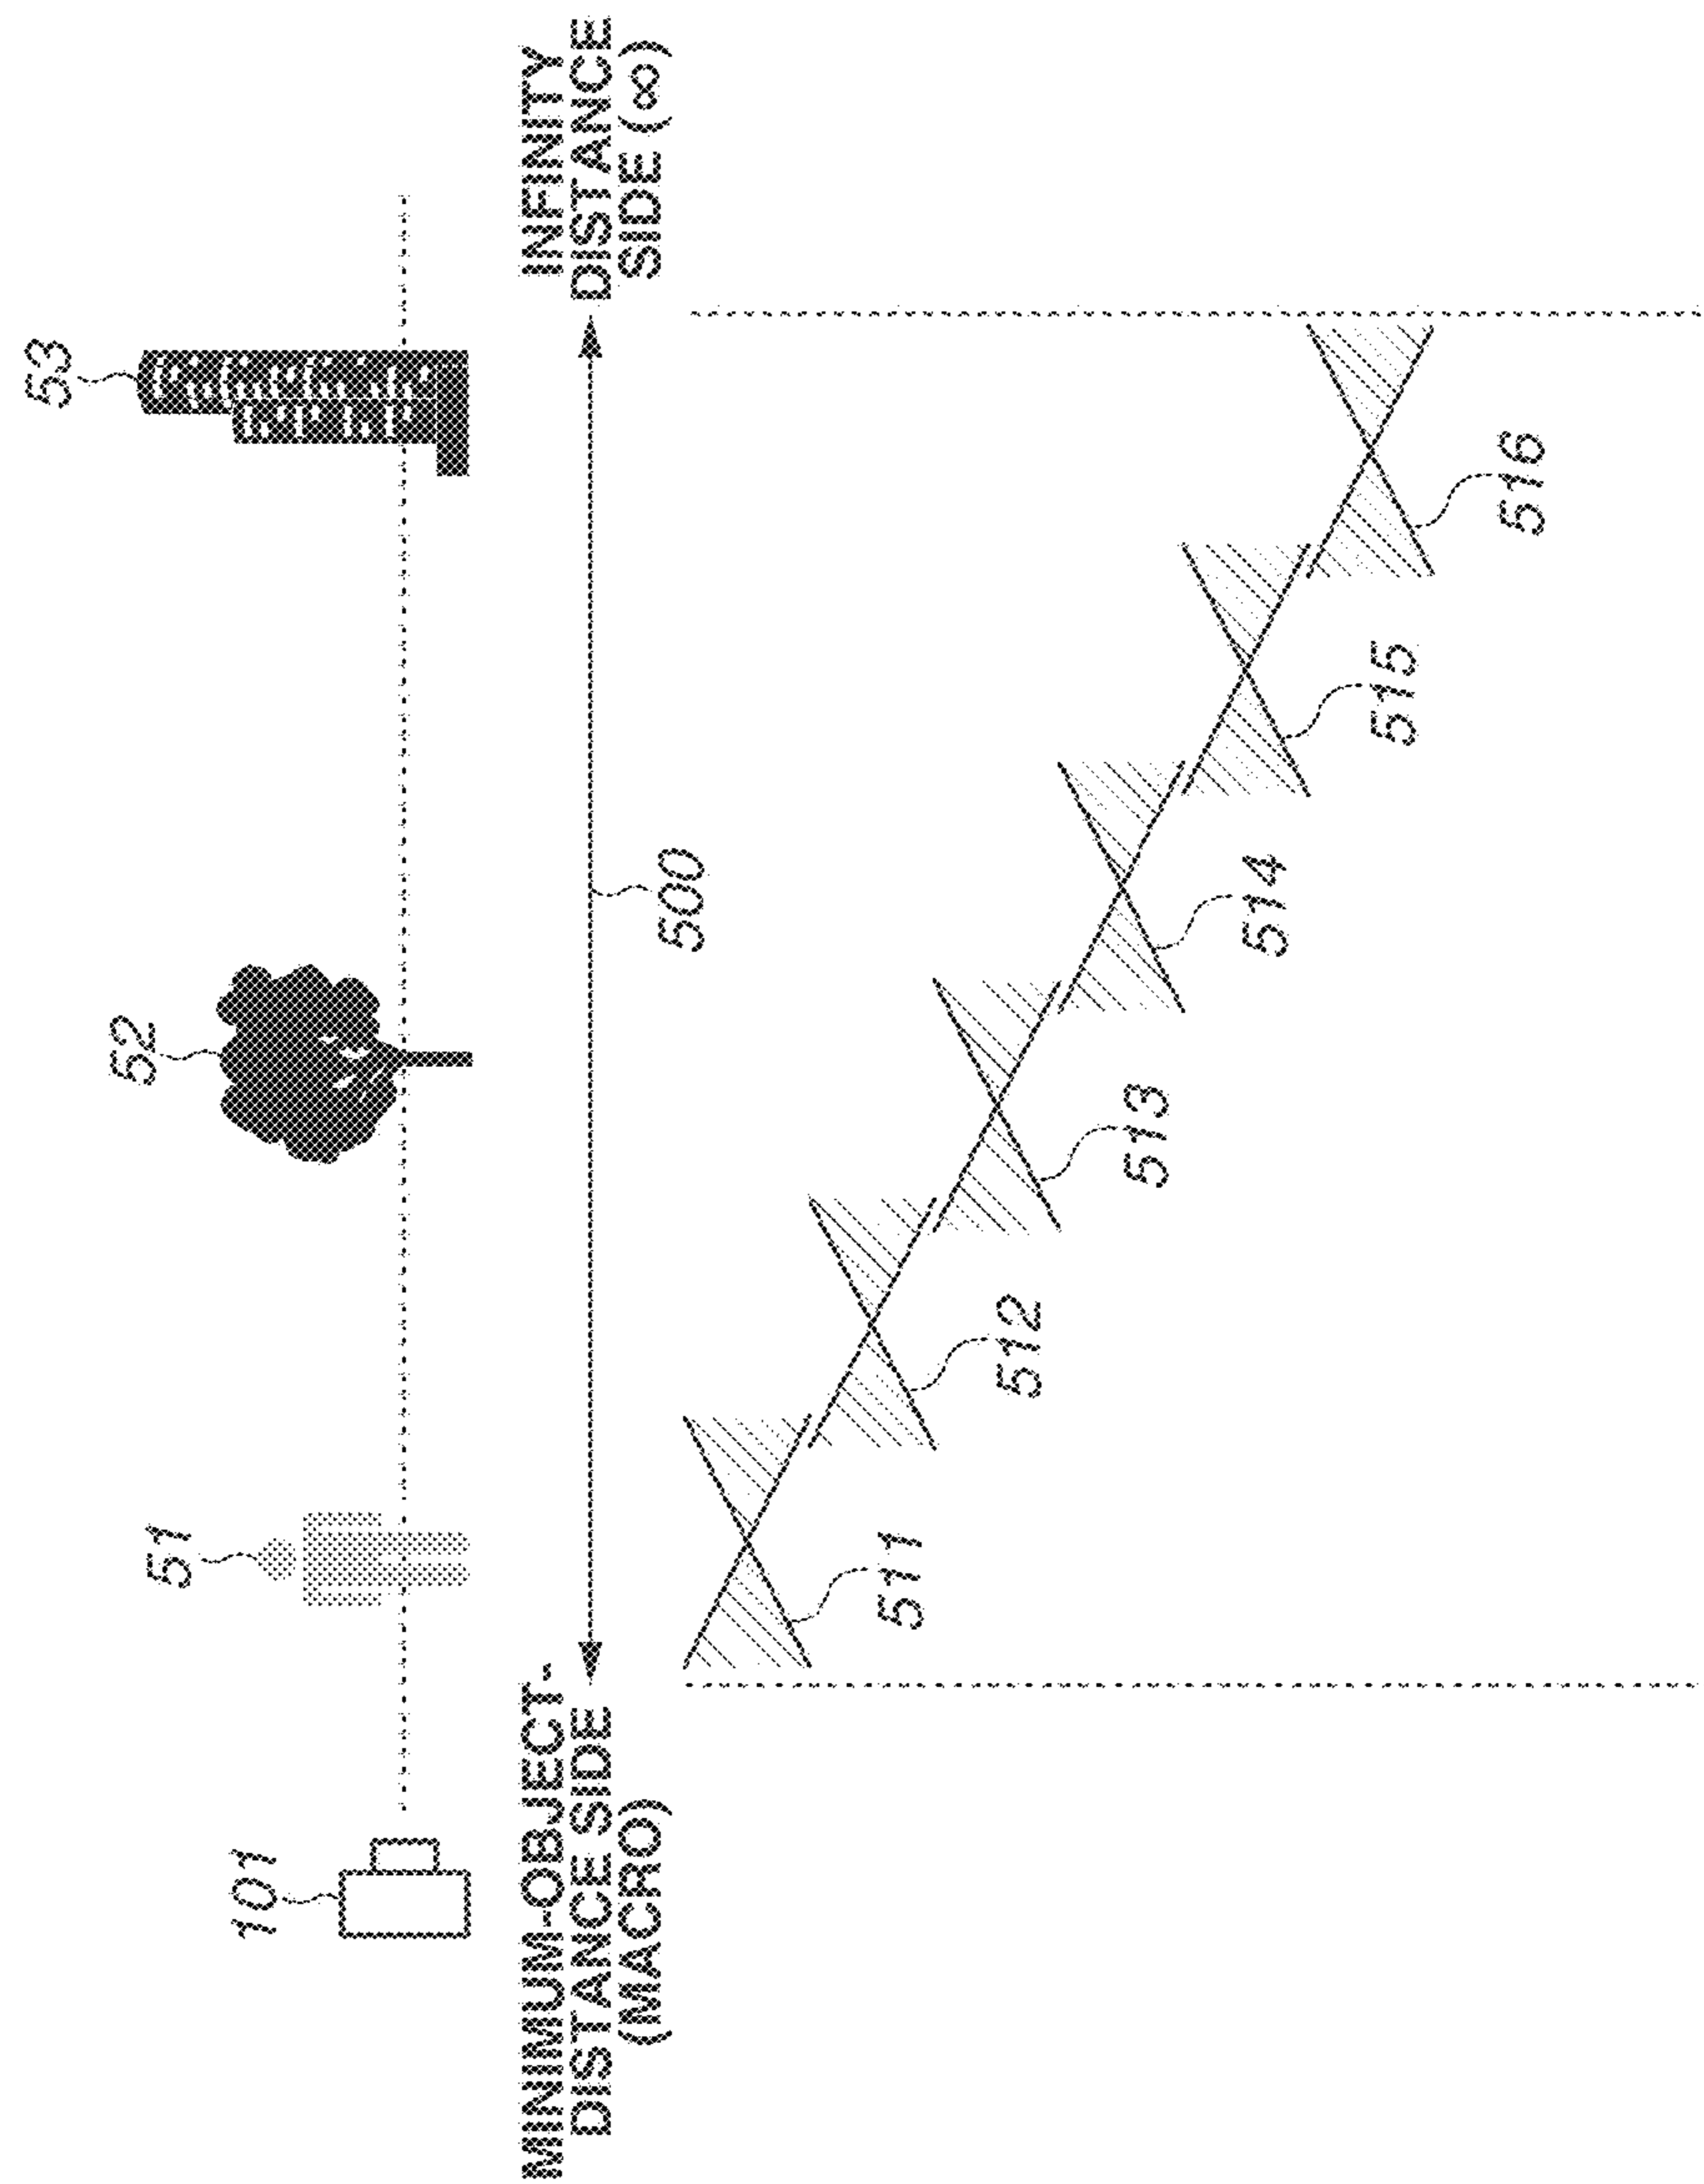 101
51
52
53
MINIMUM-OBJECT-
DISTANCE SIDE
(MACRO)
INFINITY
DISTANCE
SIDE (∞)
500
511
512
513
514
515
516